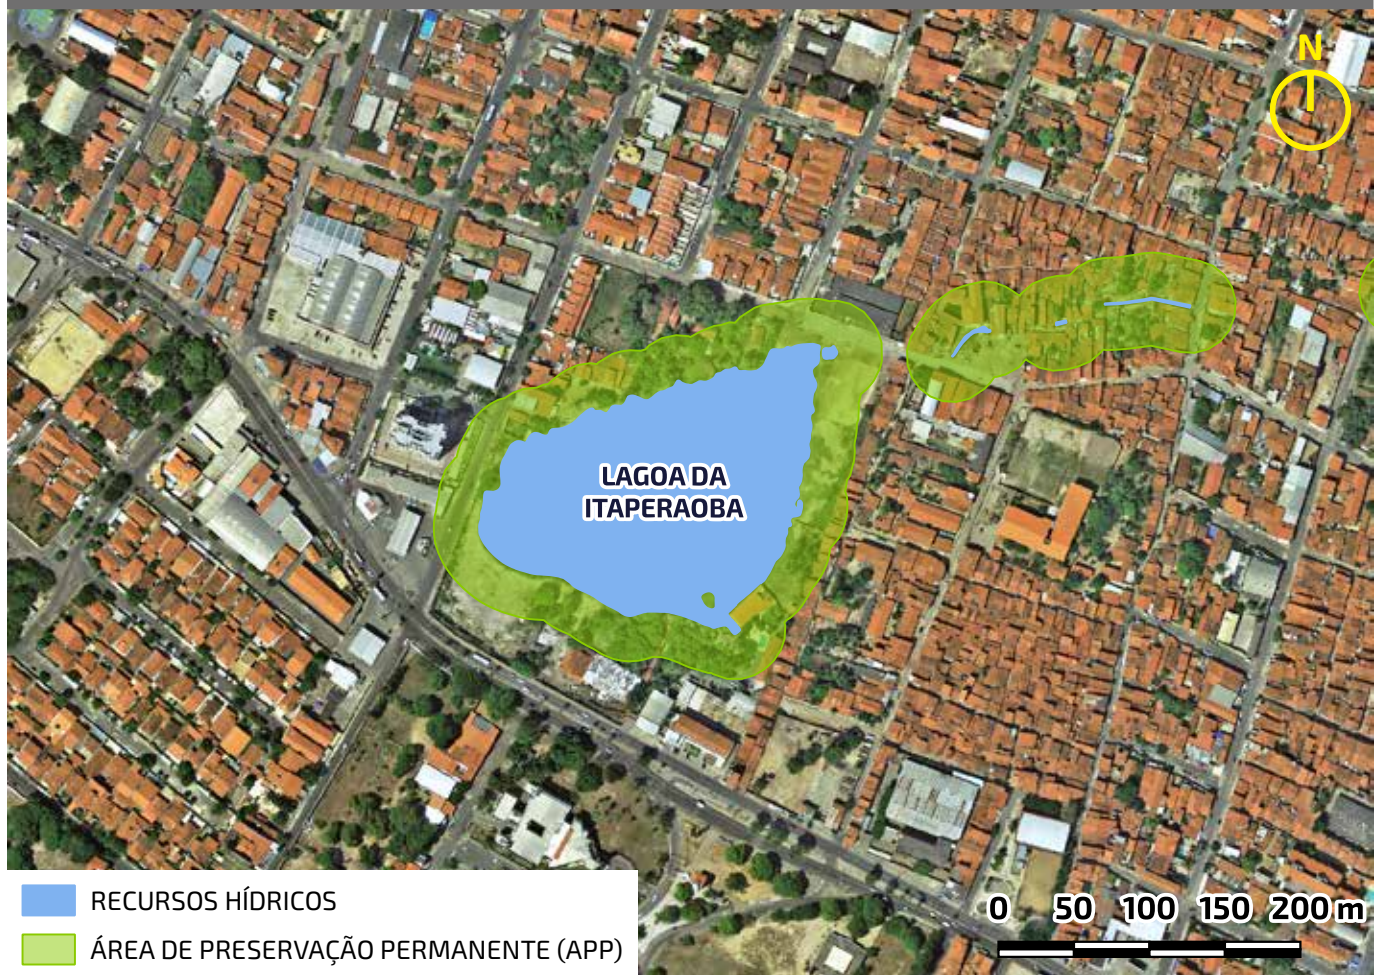 N
LAGOA DA
ITAPERAOBA
RECURSOS HÍDRICOS
ÁREA DE PRESERVAÇÃO PERMANENTE (APP)
0 50 100 150 200 m